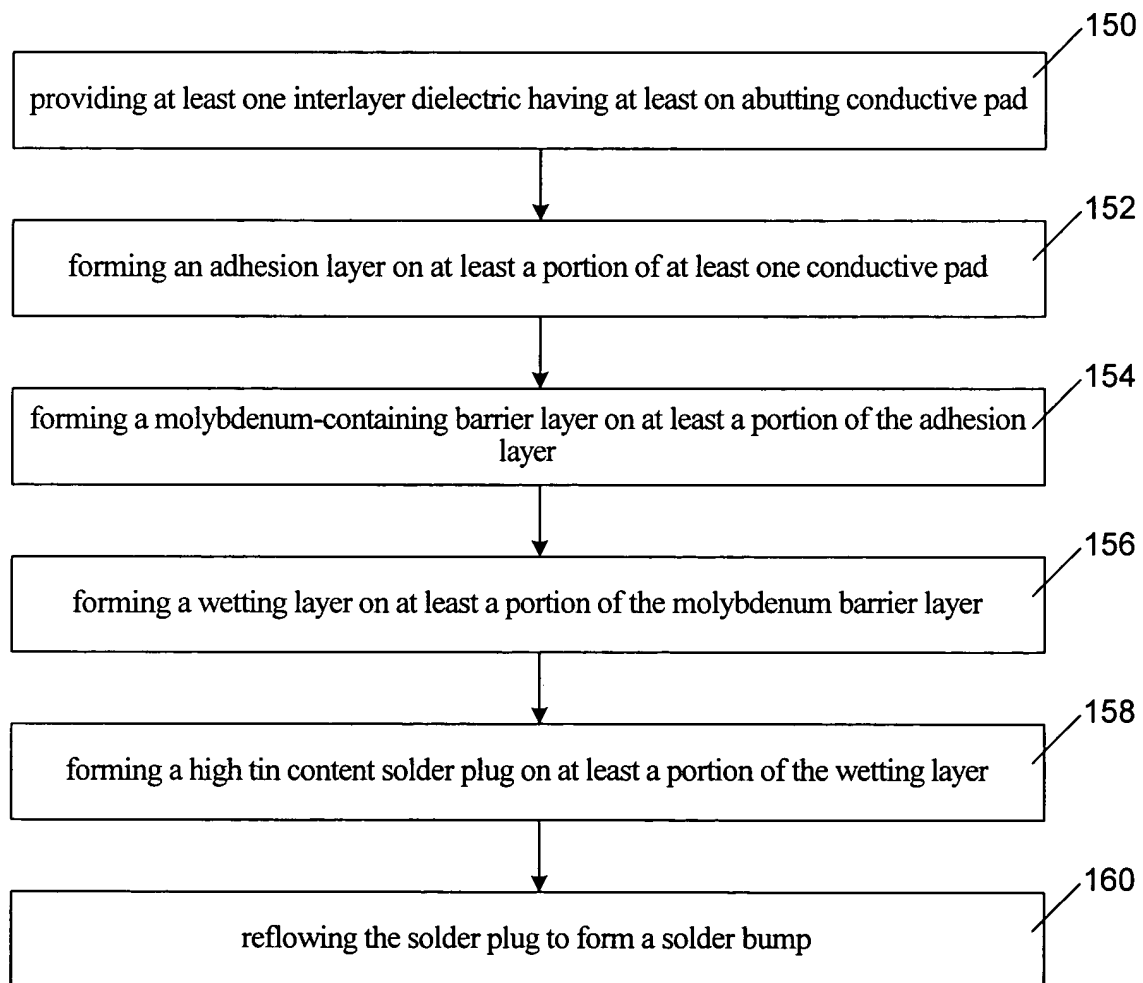 150
providing at least one interlayer dielectric having at least on abutting conductive pad
152
forming an adhesion layer on at least a portion of at least one conductive pad
154
forming a molybdenum-containing barrier layer on at least a portion of the adhesion
layer
156
forming a wetting layer on at least a portion of the molybdenum barrier layer
158
forming a high tin content solder plug on at least a portion of the wetting layer
160
reflowing the solder plug to form a solder bump